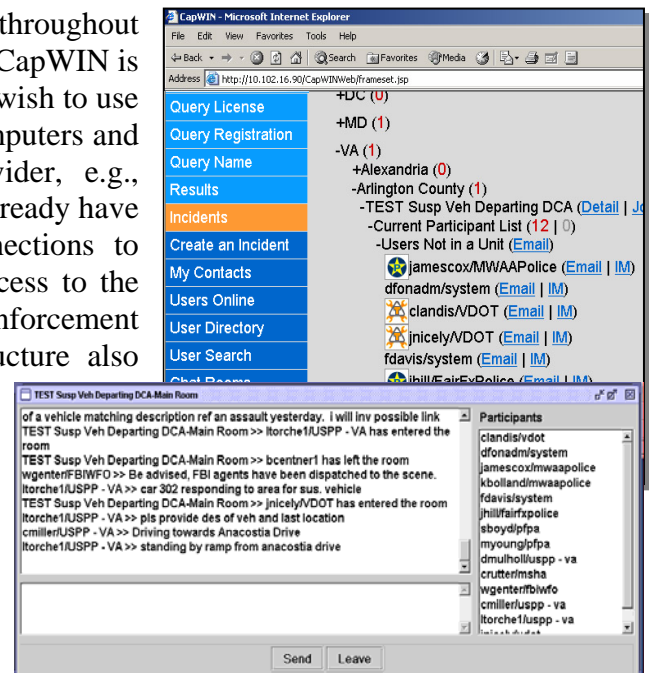 throughout
CapWIN is
wish to use
mputers and
vider, e.g.,
ready have
nections to
cess to the
nforcement
ucture also
CapWIN - Microsoft Internet Explorer
File Edit View Favorites Tools Help
Back Search Favorites Media
Address http://10.102.16.90/CapWINWeb/frameset.jsp
Query License
Query Registration
Query Name
Results
Incidents
Create an Incident
My Contacts
Users Online
User Directory
User Search
Chat Rooms
+DC (0)
+MD (1)
-VA (1)
+Alexandria (0)
-Arlington County (1)
-TEST Susp Veh Departing DCA (Detail | Jo
-Current Participant List (12 | 0)
-Users Not in a Unit (Email)
jamescox/MWAAPolice (Email | IM)
dfonadm/system (Email | IM)
clandis/VDOT (Email | IM)
jnicely/VDOT (Email | IM)
fdavis/system (Email | IM)
jhill/FairFxPolice (Email | IM)
TEST Susp Veh Departing DCA-Main Room
of a vehicle matching description ref an assault yesterday. i will inv possible link
TEST Susp Veh Departing DCA-Main Room >> ltorche1/USPP - VA has entered the
room
TEST Susp Veh Departing DCA-Main Room >> bcentner1 has left the room
wgenter/FBIWFO >> Be advised, FBI agents have been dispatched to the scene.
ltorche1/USPP - VA >> car 302 responding to area for sus. vehicle
TEST Susp Veh Departing DCA-Main Room >> jnicely/VDOT has entered the room
ltorche1/USPP - VA >> pls provide des of veh and last location
cmiller/USPP - VA >> Driving towards Anacostia Drive
ltorche1/USPP - VA >> standing by ramp from anacostia drive
Participants
clandis/vdot
dfonadm/system
jamescox/mwaapolice
kbolland/mwaapolice
fdavis/system
jhill/fairfxpolice
sboyd/pfpa
myoung/pfpa
dmulholl/uspp - va
crutter/msha
wgenter/fbiwfo
cmiller/uspp - va
ltorche1/uspp - va
jnicely/vdot
Send Leave